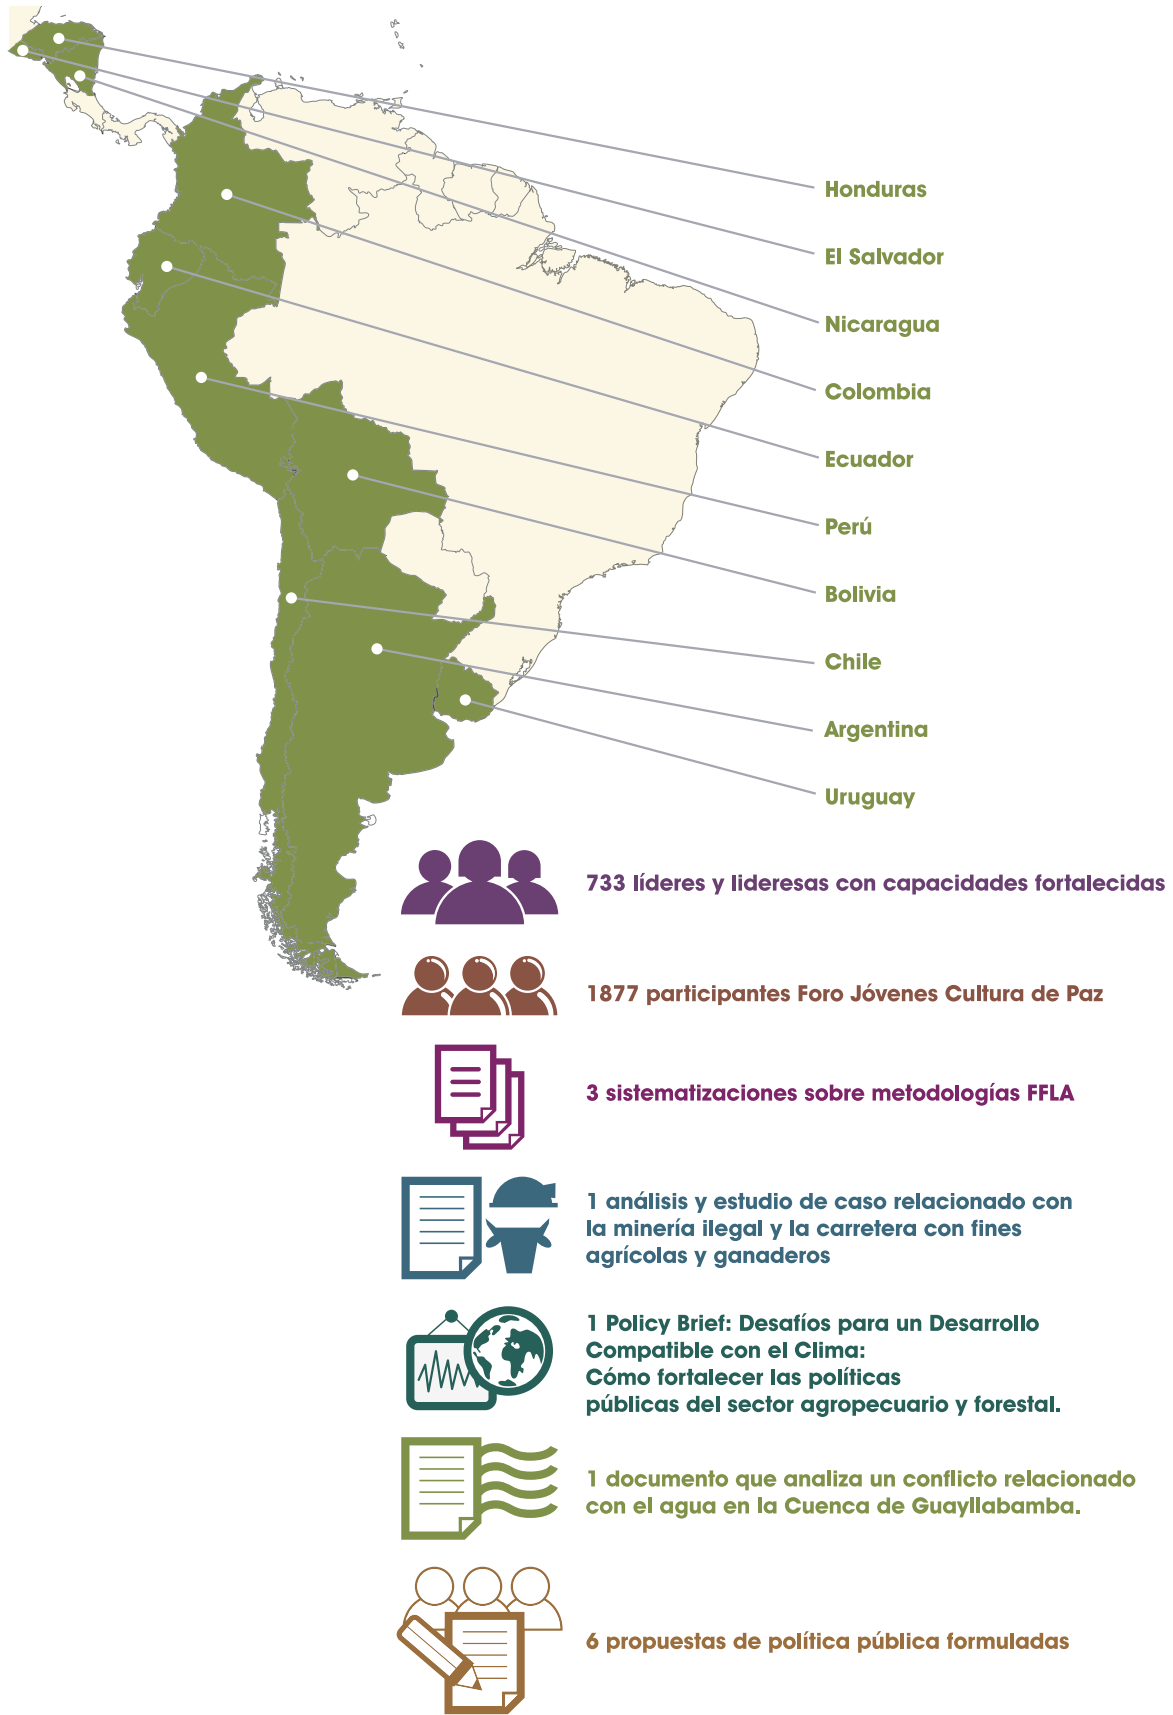 Honduras
El Salvador
Nicaragua
Colombia
Ecuador
Perú
Bolivia
Chile
Argentina
Uruguay
733 líderes y lideresas con capacidades fortalecidas
1877 participantes Foro Jóvenes Cultura de Paz
3 sistematizaciones sobre metodologías FFLA
1 análisis y estudio de caso relacionado con
la minería ilegal y la carretera con fines
agrícolas y ganaderos
1 Policy Brief: Desafíos para un Desarrollo
Compatible con el Clima:
Cómo fortalecer las políticas
públicas del sector agropecuario y forestal.
1 documento que analiza un conflicto relacionado
con el agua en la Cuenca de Guayllabamba.
6 propuestas de política pública formuladas